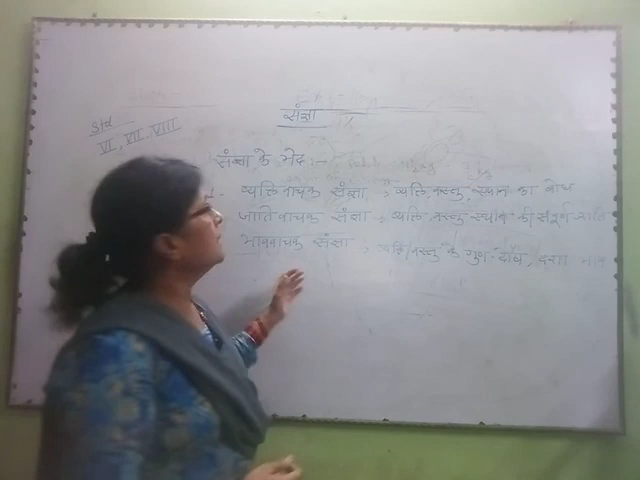 संज्ञा
Std
VI, VII, VIII
संज्ञा के भेद :-
व्यक्तिवाचक संज्ञा : व्यक्ति, वस्तु, स्थान का बोध
जातिवाचक संज्ञा : व्यक्ति, वस्तु स्थान की संपूर्ण जाति
भाववाचक संज्ञा : व्यक्ति/वस्तु के गुण-दोष, दशा भाव